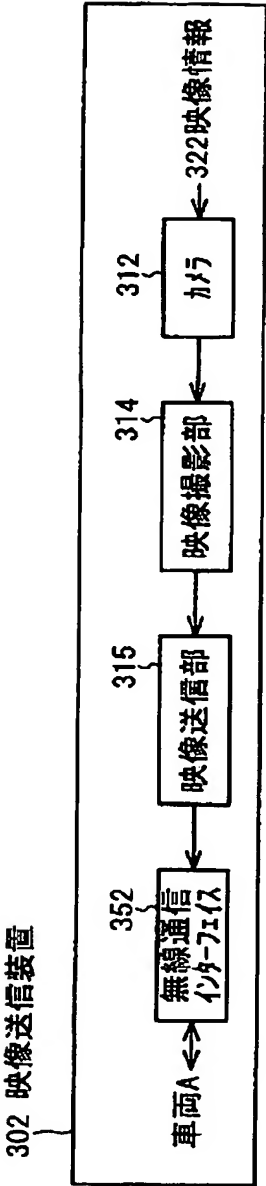 302 映像送信装置
車両A
352
無線通信
インターフェイス
315
映像送信部
314
映像撮影部
312
カメラ
322映像情報